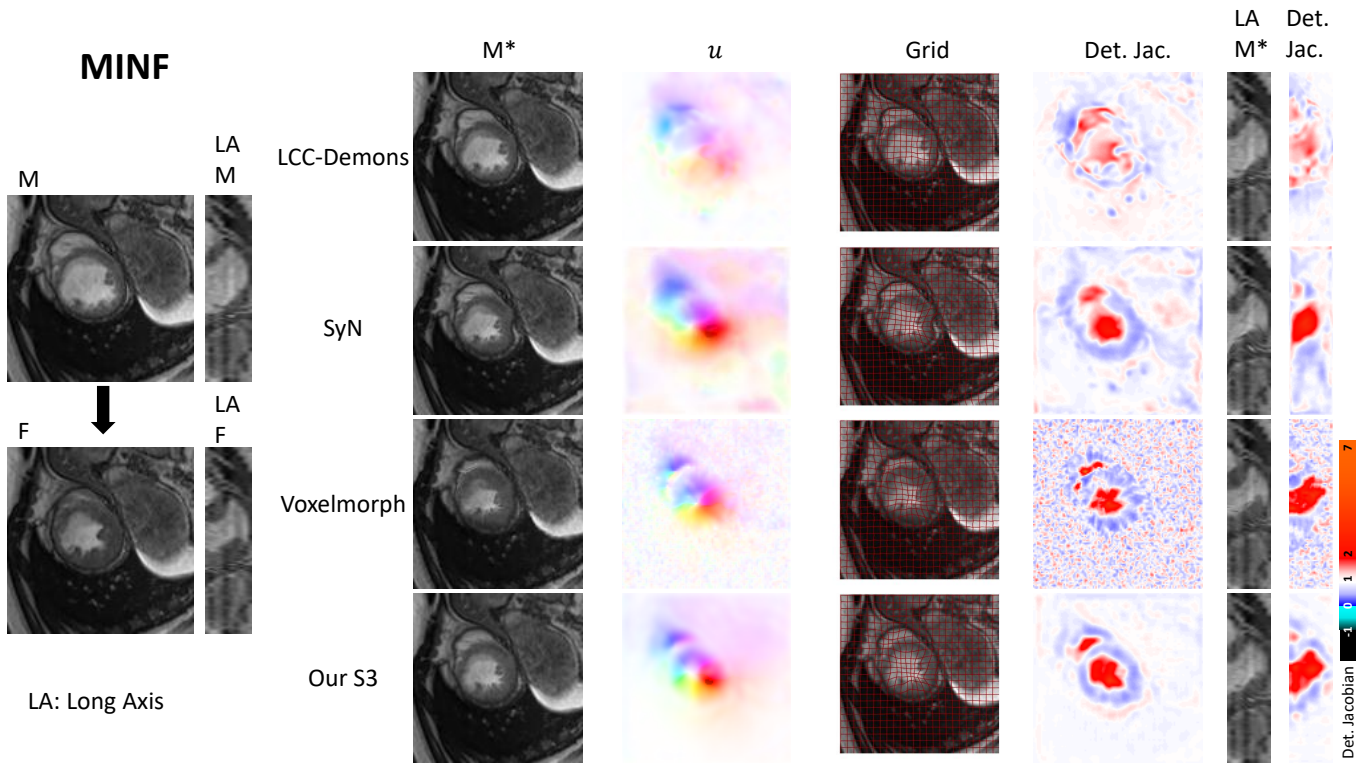 MINF
M
LA
M
F
LA
F
LA: Long Axis
M*
u
Grid
Det. Jac.
LA
M*
Det.
Jac.
LCC-Demons
SyN
Voxelmorph
Our S3
7
2
1
0
-1
Det. Jacobian